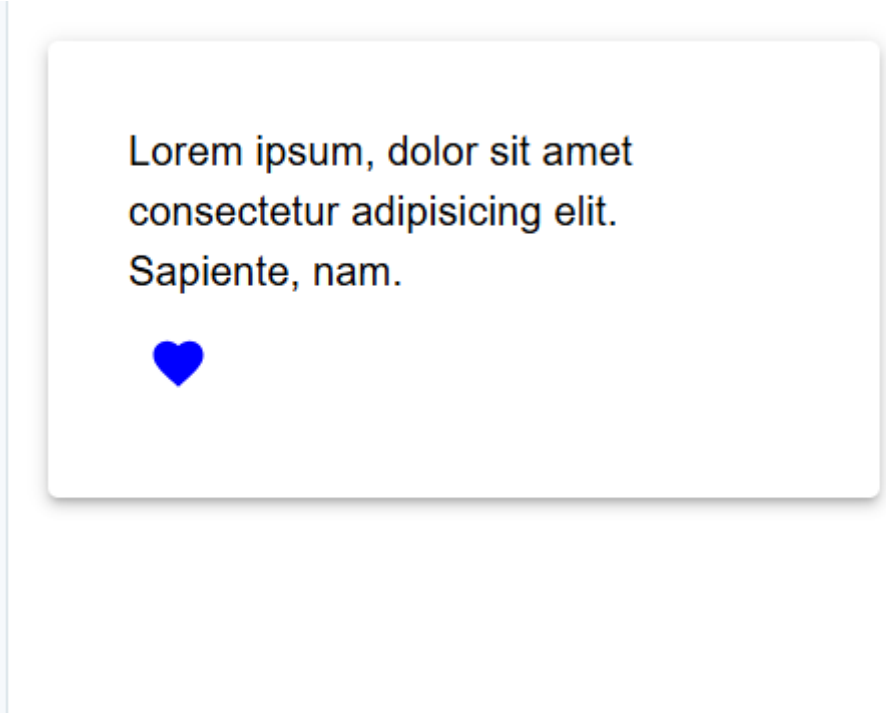 Lorem ipsum, dolor sit amet
consectetur adipisicing elit.
Sapiente, nam.